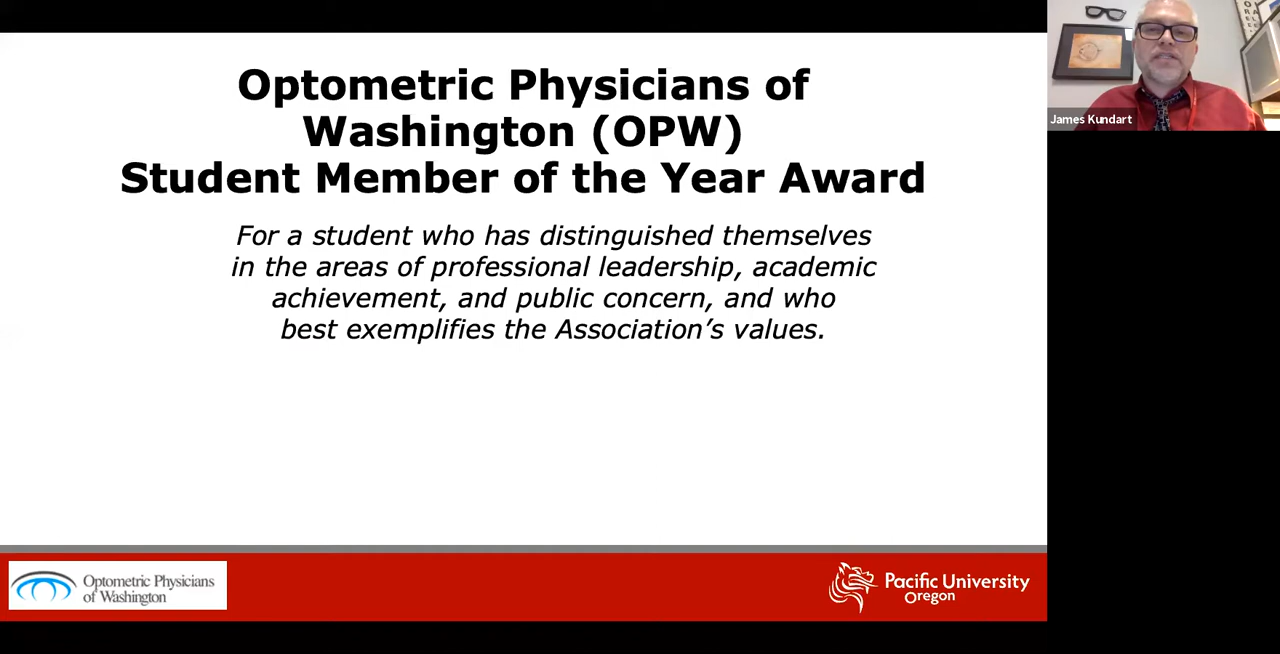 Optometric Physicians of
Washington (OPW)
Student Member of the Year Award
For a student who has distinguished themselves
in the areas of professional leadership, academic
achievement, and public concern, and who
best exemplifies the Association’s values.
James Kundart
Optometric Physicians
of Washington
Pacific University
Oregon